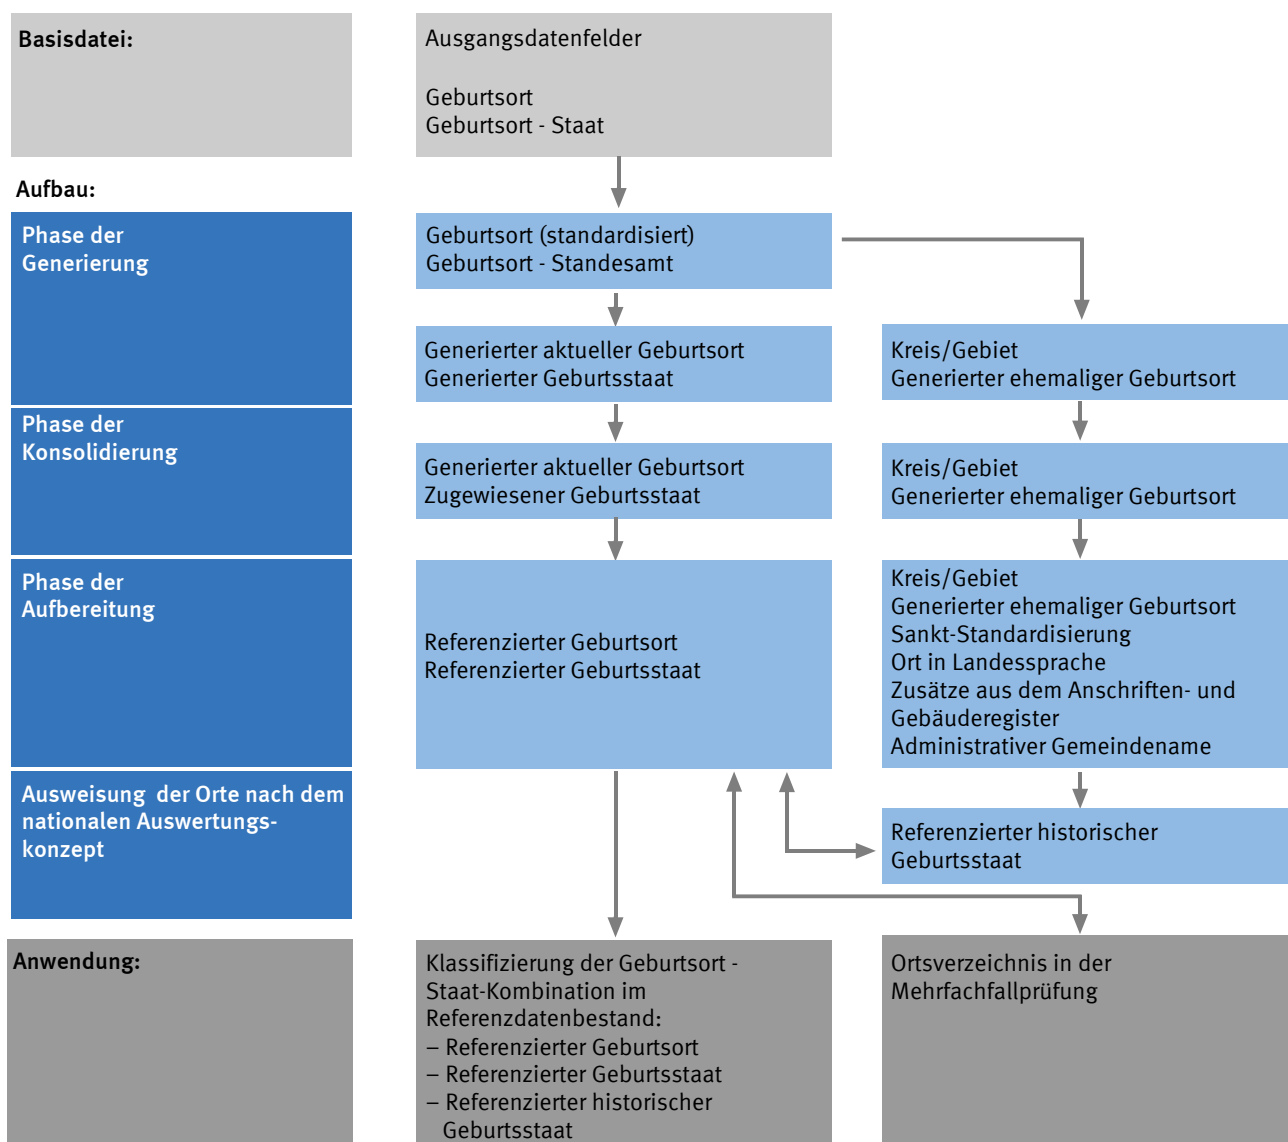 Basisdatei:
Ausgangsdatenfelder
Geburtsort
Geburtsort - Staat
Aufbau:
Phase der
Generierung
Geburtsort (standardisiert)
Geburtsort - Standesamt
Generierter aktueller Geburtsort
Generierter Geburtsstaat
Kreis/Gebiet
Generierter ehemaliger Geburtsort
Phase der
Konsolidierung
Generierter aktueller Geburtsort
Zugewiesener Geburtsstaat
Kreis/Gebiet
Generierter ehemaliger Geburtsort
Phase der
Aufbereitung
Referenzierter Geburtsort
Referenzierter Geburtsstaat
Kreis/Gebiet
Generierter ehemaliger Geburtsort
Sankt-Standardisierung
Ort in Landessprache
Zusätze aus dem Anschriften- und
Gebäuderegister
Administrativer Gemeindename
Ausweisung der Orte nach dem
nationalen Auswertungs-
konzept
Referenzierter historischer
Geburtsstaat
Anwendung:
Klassifizierung der Geburtsort -
Staat-Kombination im
Referenzdatenbestand:
– Referenzierter Geburtsort
– Referenzierter Geburtsstaat
– Referenzierter historischer
Geburtsstaat
Ortsverzeichnis in der
Mehrfachfallprüfung